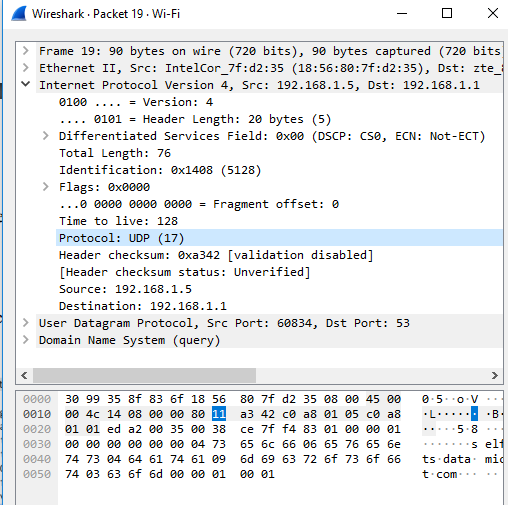 Wireshark · Packet 19 · Wi-Fi
Frame 19: 90 bytes on wire (720 bits), 90 bytes captured (720 bits
Ethernet II, Src: IntelCor_7f:d2:35 (18:56:80:7f:d2:35), Dst: zte_8
Internet Protocol Version 4, Src: 192.168.1.5, Dst: 192.168.1.1
0100 .... = Version: 4
.... 0101 = Header Length: 20 bytes (5)
Differentiated Services Field: 0x00 (DSCP: CS0, ECN: Not-ECT)
Total Length: 76
Identification: 0x1408 (5128)
Flags: 0x0000
...0 0000 0000 0000 = Fragment offset: 0
Time to live: 128
Protocol: UDP (17)
Header checksum: 0xa342 [validation disabled]
[Header checksum status: Unverified]
Source: 192.168.1.5
Destination: 192.168.1.1
User Datagram Protocol, Src Port: 60834, Dst Port: 53
Domain Name System (query)
0000 30 99 35 8f 83 6f 18 56 80 7f d2 35 08 00 45 00 0·5··o·V
0010 00 4c 14 08 00 00 80 11 a3 42 c0 a8 01 05 c0 a8 ·L······ ·B·
0020 01 01 ed a2 00 35 00 38 ce 7f f4 83 01 00 00 01 ·····5·8
0030 00 00 00 00 00 00 04 73 65 6c 66 06 65 76 65 6e ·······s elf
0040 74 73 04 64 61 74 61 09 6d 69 63 72 6f 73 6f 66 ts·data· mic
0050 74 03 63 6f 6d 00 00 01 00 01 t·com···